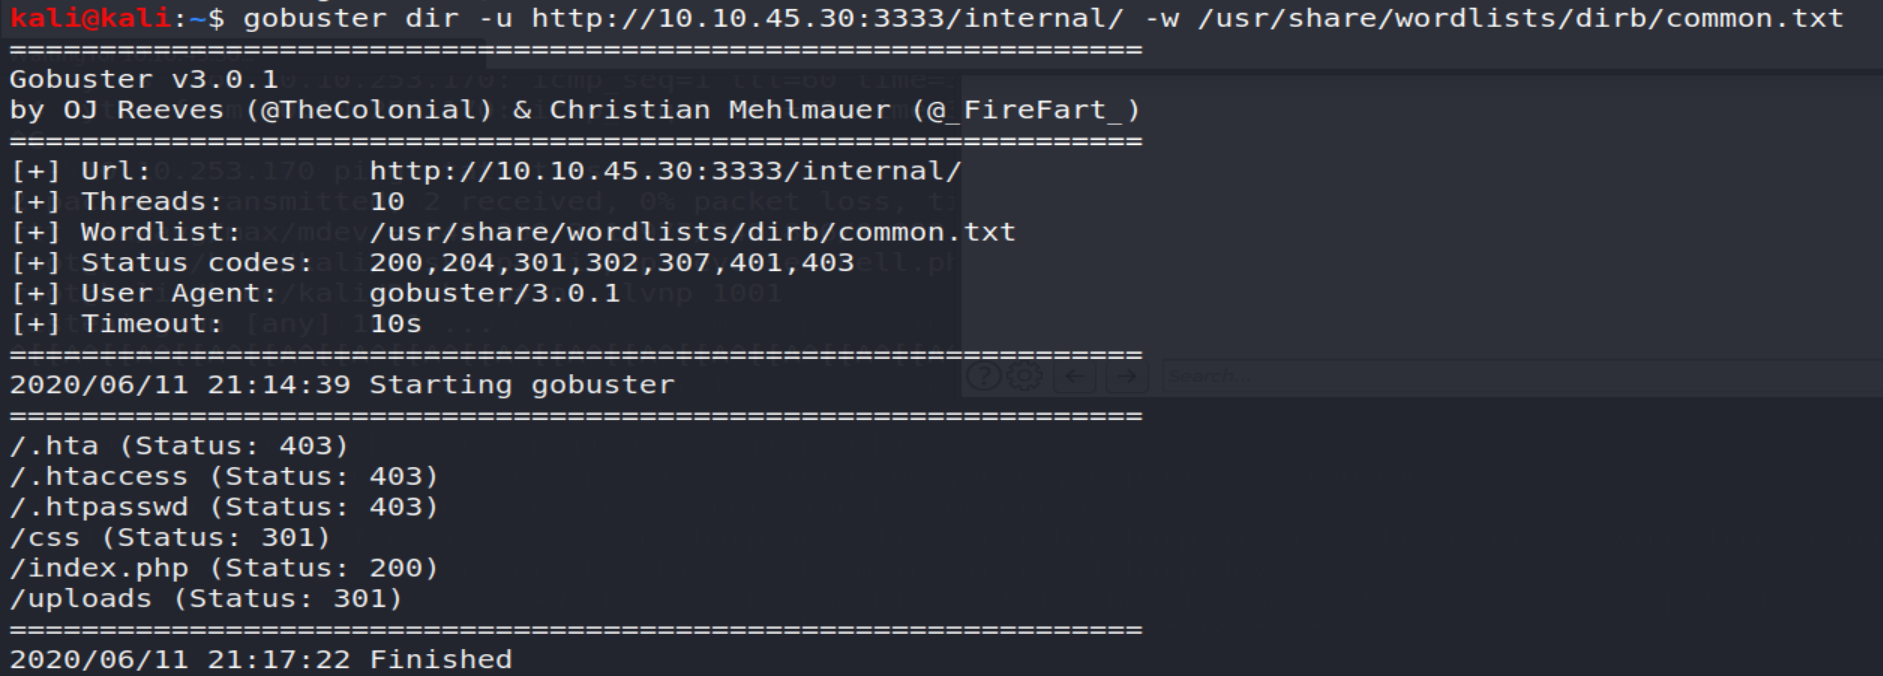 kali@kali:~$ gobuster dir -u http://10.10.45.30:3333/internal/ -w /usr/share/wordlists/dirb/common.txt
===============================================================
Gobuster v3.0.1
by OJ Reeves (@TheColonial) & Christian Mehlmauer (@_FireFart_)
===============================================================
[+] Url:            http://10.10.45.30:3333/internal/
[+] Threads:        10
[+] Wordlist:       /usr/share/wordlists/dirb/common.txt
[+] Status codes:   200,204,301,302,307,401,403
[+] User Agent:     gobuster/3.0.1
[+] Timeout:        10s
===============================================================
2020/06/11 21:14:39 Starting gobuster
Search...
===============================================================
/.hta (Status: 403)
/.htaccess (Status: 403)
/.htpasswd (Status: 403)
/css (Status: 301)
/index.php (Status: 200)
/uploads (Status: 301)
===============================================================
2020/06/11 21:17:22 Finished